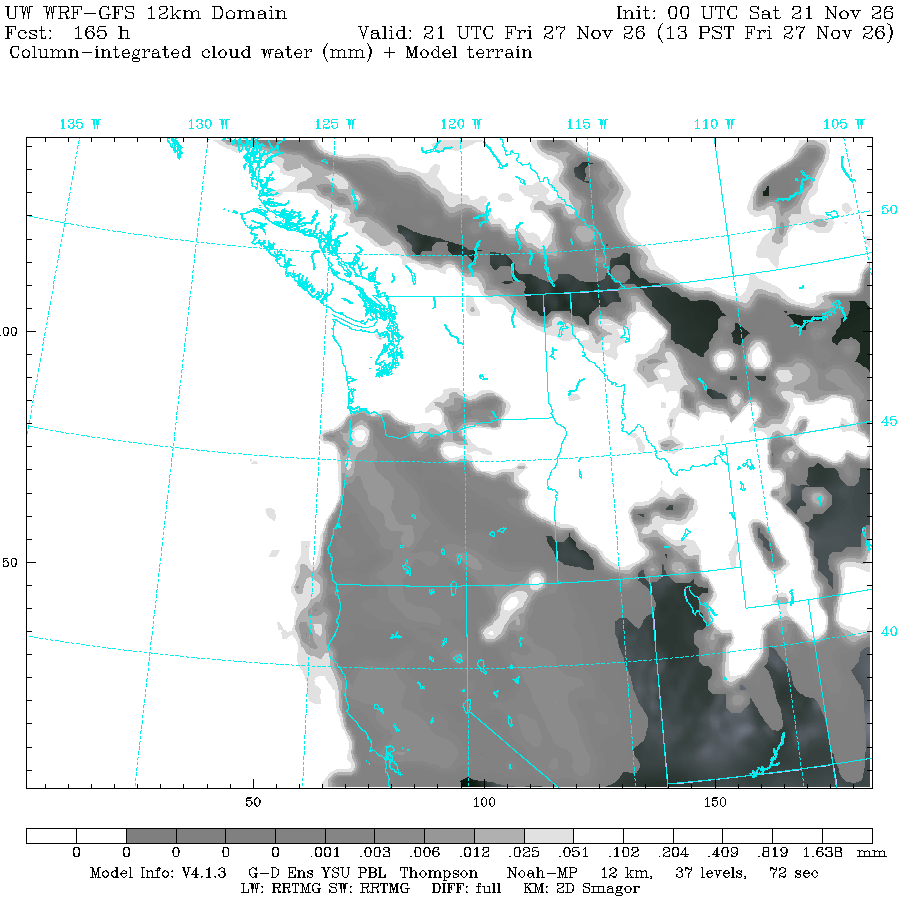 UW WRF-GFS 12km Domain Init: 00 UTC Sat 21 Nov 26
Fcst: 165 h Valid: 21 UTC Fri 27 Nov 26 (13 PST Fri 27 Nov 26)
Column-integrated cloud water (mm) + Model terrain
135 W 130 W 125 W 120 W 115 W 110 W 105 W
50
00
45
50
40
50 100 150
0 0 0 0 .001 .003 .006 .012 .025 .051 .102 .204 .409 .819 1.638 mm
Model Info: V4.1.3 G-D Ens YSU PBL Thompson Noah-MP 12 km, 37 levels, 72 sec
LW: RRTMG SW: RRTMG DIFF: full KM: 2D Smagor